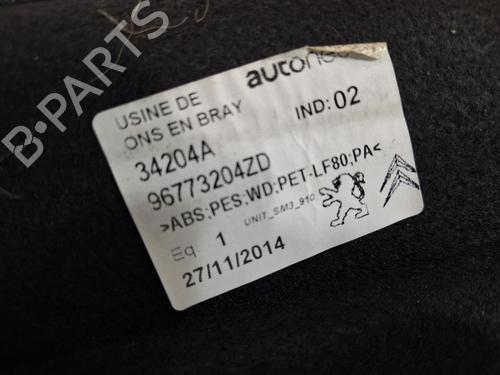 autone
USINE DE
ONS EN BRAY
IND: 02
34204A
96773204ZD
>ABS;PES;WD;PET-LF80;PA<
UNIT_SM3_910
Eq 1
27/11/2014
B-PARTS